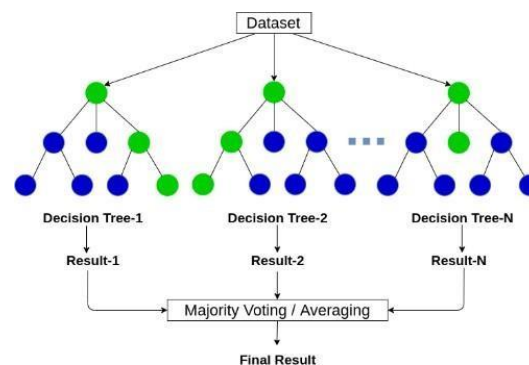 Dataset
Decision Tree-1
Decision Tree-2
Decision Tree-N
Result-1
Result-2
Result-N
Majority Voting / Averaging
Final Result